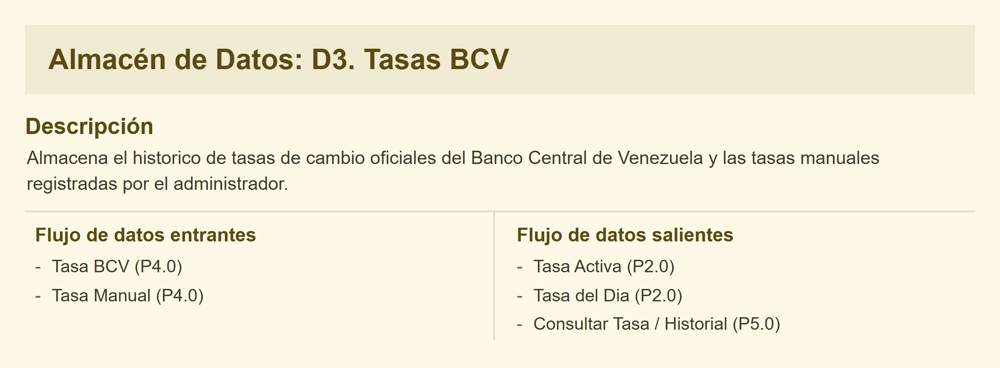 Almacén de Datos: D3. Tasas BCV
Descripción
Almacena el historico de tasas de cambio oficiales del Banco Central de Venezuela y las tasas manuales
registradas por el administrador.
Flujo de datos entrantes
- Tasa BCV (P4.0)
- Tasa Manual (P4.0)
Flujo de datos salientes
- Tasa Activa (P2.0)
- Tasa del Dia (P2.0)
- Consultar Tasa / Historial (P5.0)